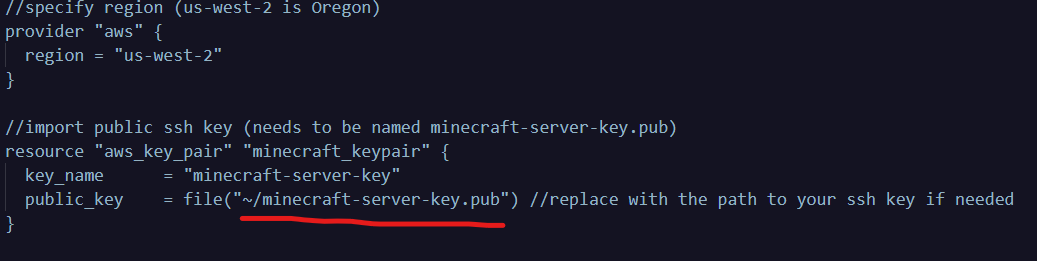 //specify region (us-west-2 is Oregon)
provider "aws" {
  region = "us-west-2"
}

//import public ssh key (needs to be named minecraft-server-key.pub)
resource "aws_key_pair" "minecraft_keypair" {
  key_name      = "minecraft-server-key"
  public_key    = file("~/minecraft-server-key.pub") //replace with the path to your ssh key if needed
}